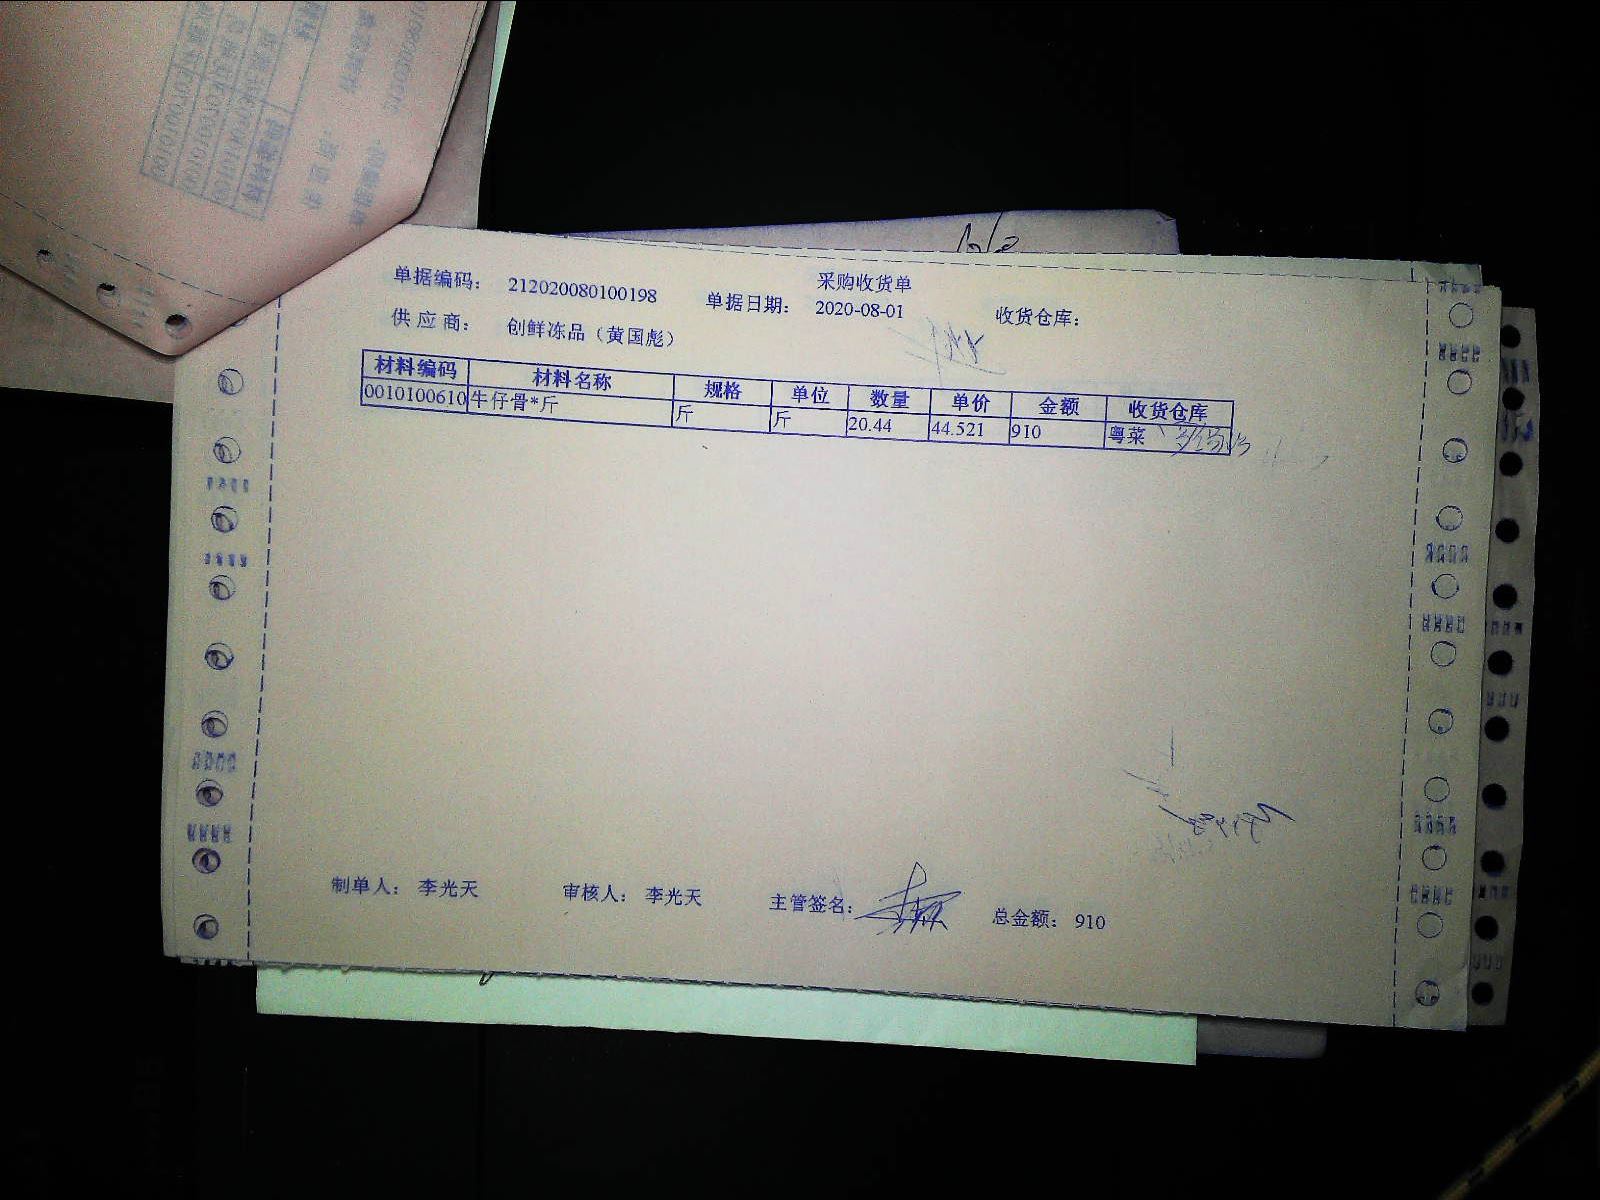 采购收货单
单据编码： 212020080100198 单据日期： 2020-08-01 收货仓库：
供 应 商： 创鲜冻品（黄国彪）
材料编码 材料名称 规格 单位 数量 单价 金额 收货仓库
0010100610 牛仔骨*斤 斤 斤 20.44 44.521 910 粤菜
制单人： 李光天 审核人： 李光天 主管签名： 总金额： 910